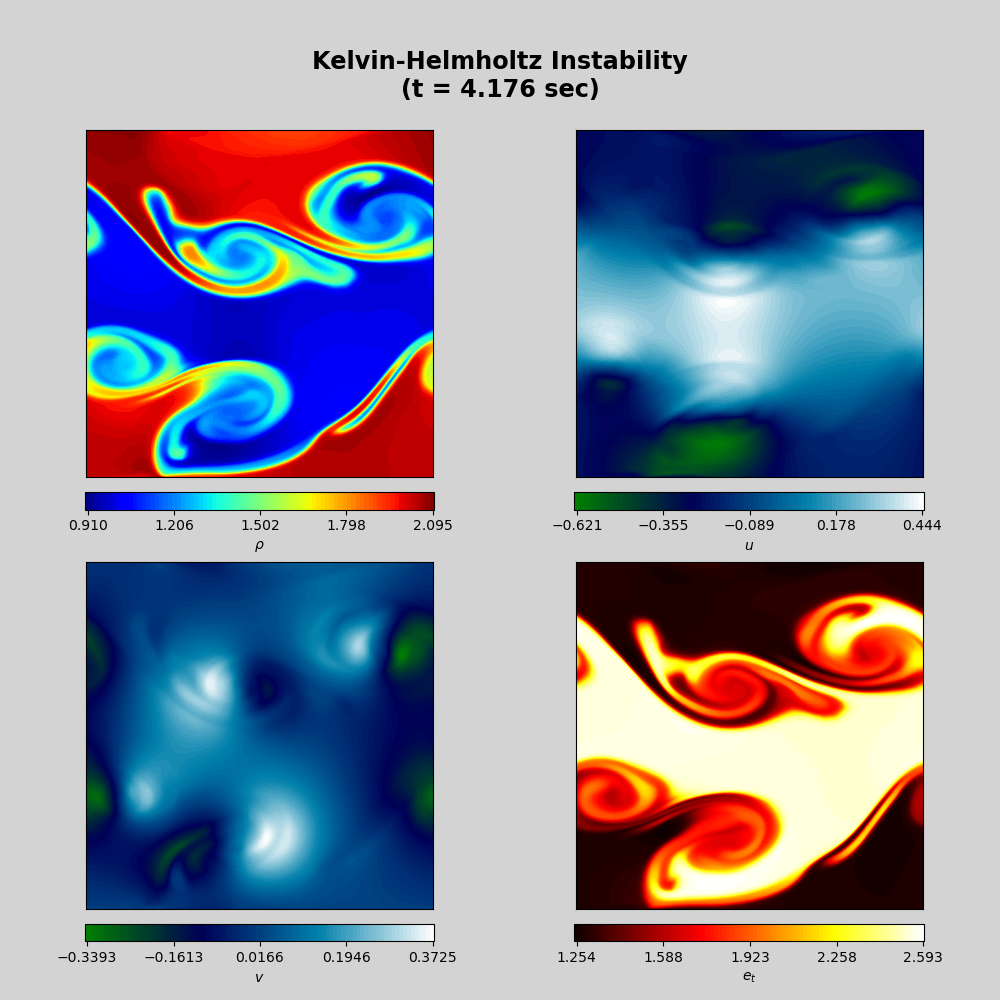 Kelvin-Helmholtz Instability
(t = 4.176 sec)
0.910 1.206 1.502 1.798 2.095
ρ
−0.621 −0.355 −0.089 0.178 0.444
u
−0.3393 −0.1613 0.0166 0.1946 0.3725
v
1.254 1.588 1.923 2.258 2.593
eₜ